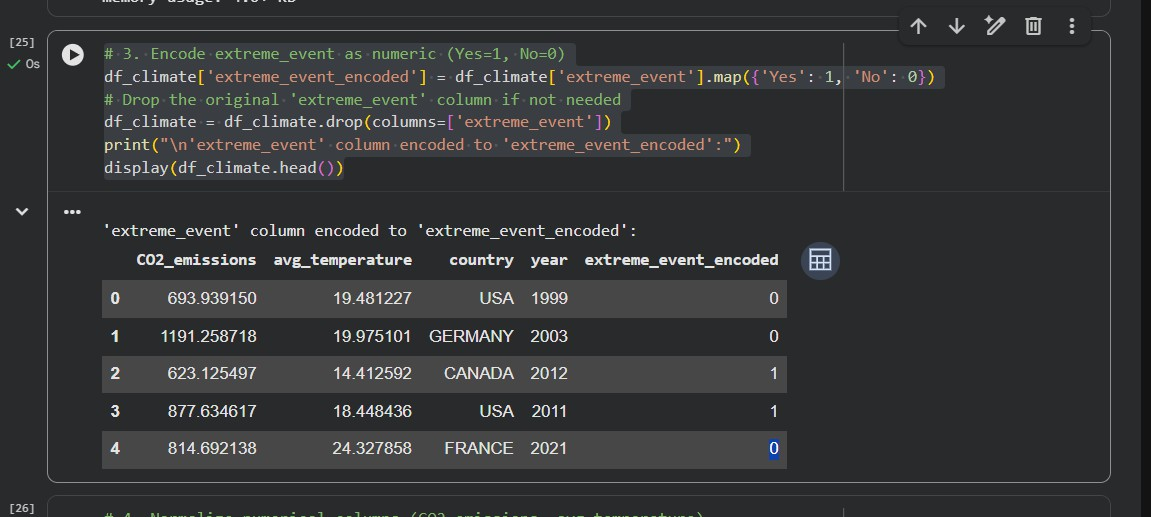 [25]
0s
# 3. Encode extreme_event as numeric (Yes=1, No=0)
df_climate['extreme_event_encoded'] = df_climate['extreme_event'].map({'Yes': 1, 'No': 0})
# Drop the original 'extreme_event' column if not needed
df_climate = df_climate.drop(columns=['extreme_event'])
print("\n'extreme_event' column encoded to 'extreme_event_encoded':")
display(df_climate.head())
'extreme_event' column encoded to 'extreme_event_encoded':
CO2_emissions avg_temperature country year extreme_event_encoded
0 693.939150 19.481227 USA 1999 0
1 1191.258718 19.975101 GERMANY 2003 0
2 623.125497 14.412592 CANADA 2012 1
3 877.634617 18.448436 USA 2011 1
4 814.692138 24.327858 FRANCE 2021 0
[26]